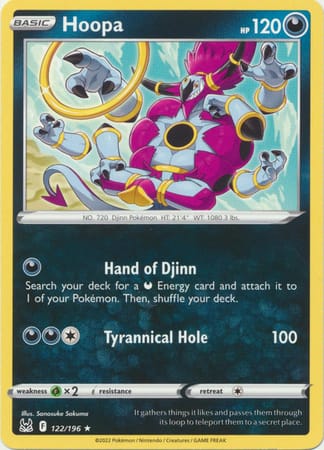 BASIC
Hoopa
HP 120
NO. 720 Djinn Pokémon HT: 21'4" WT: 1080.3 lbs.
Hand of Djinn
Search your deck for a Energy card and attach it to
1 of your Pokémon. Then, shuffle your deck.
Tyrannical Hole 100
weakness ×2 resistance retreat
Illus. Sanosuke Sakuma
F 122/196 ★
It gathers things it likes and passes them through
its loop to teleport them to a secret place.
©2022 Pokémon / Nintendo / Creatures / GAME FREAK